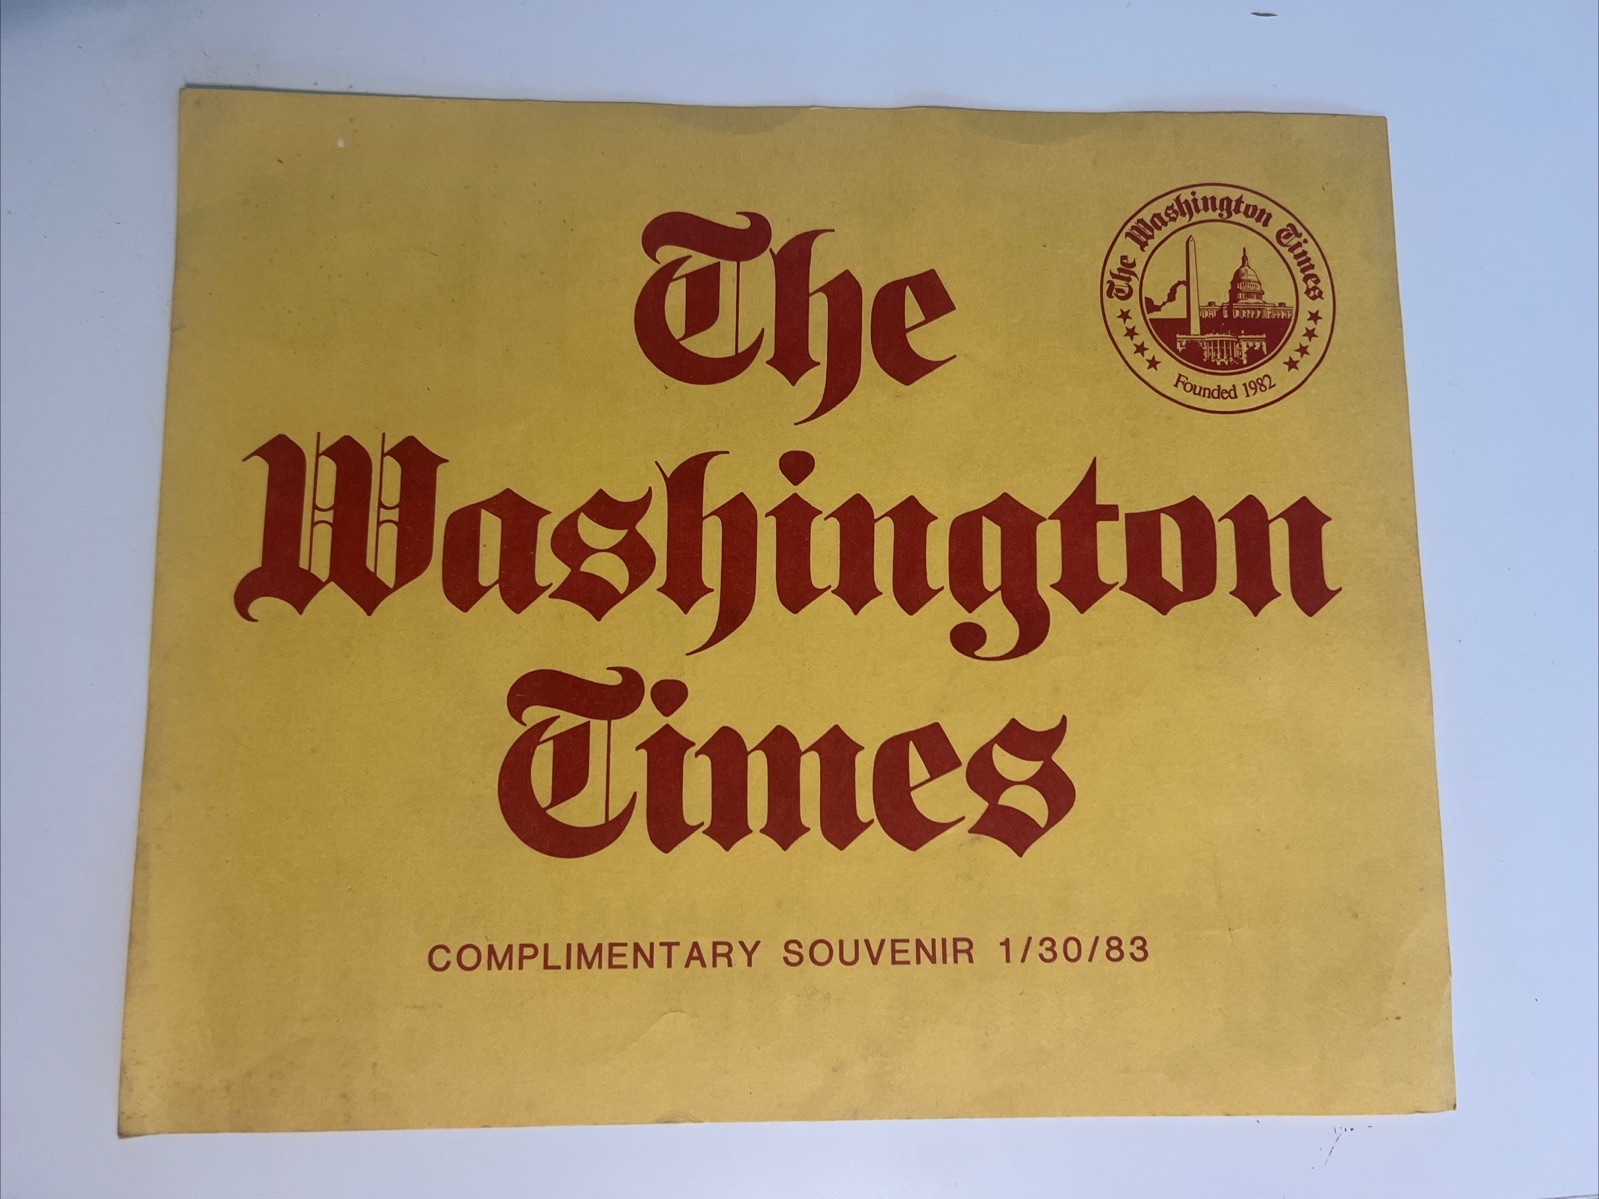 The
Washington
Times
The Washington Times
Founded 1982
COMPLIMENTARY SOUVENIR 1/30/83